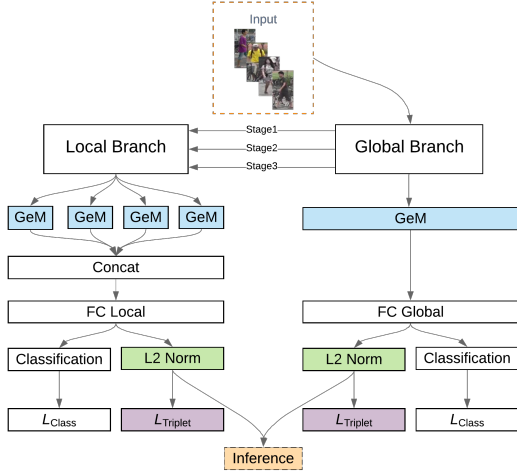 Input
Local Branch
Stage1
Stage2
Stage3
Global Branch
GeM GeM GeM GeM
GeM
Concat
FC Local
FC Global
Classification
L2 Norm
L2 Norm
Classification
LClass
LTriplet
LTriplet
LClass
Inference